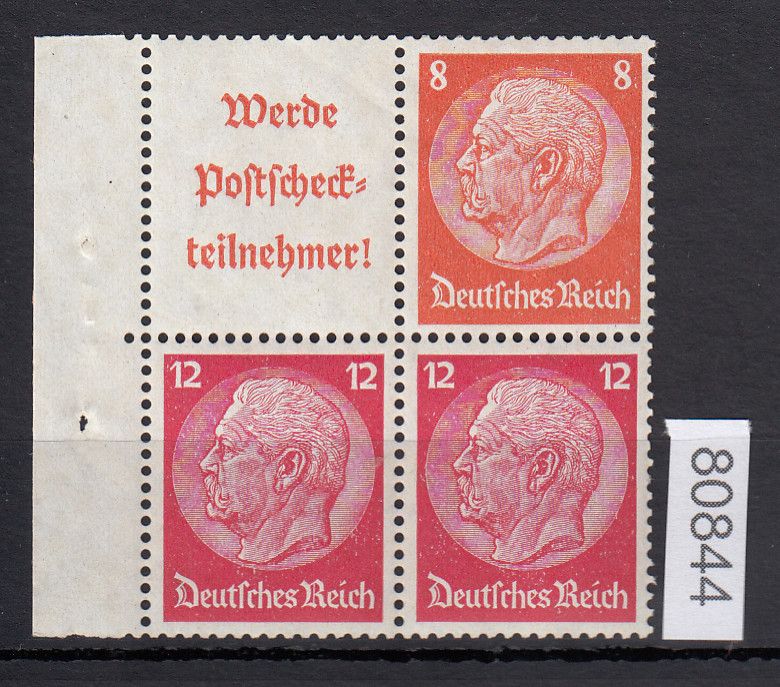 Werde
Postscheck-
teilnehmer!
8 8
Deutsches Reich
12 12
Deutsches Reich
12 12
Deutsches Reich
80844